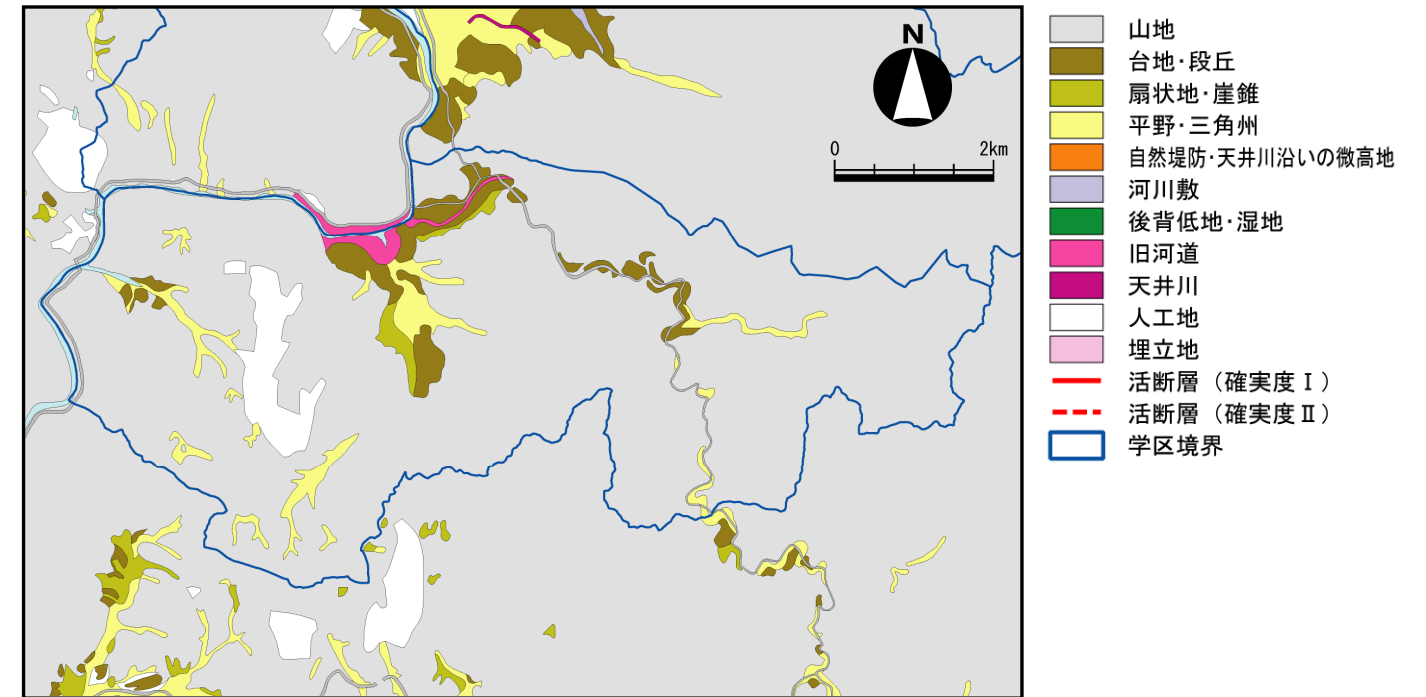 N
0 2km
山地
台地・段丘
扇状地・崖錐
平野・三角州
自然堤防・天井川沿いの微高地
河川敷
後背低地・湿地
旧河道
天井川
人工地
埋立地
活断層（確実度Ⅰ）
活断層（確実度Ⅱ）
学区境界